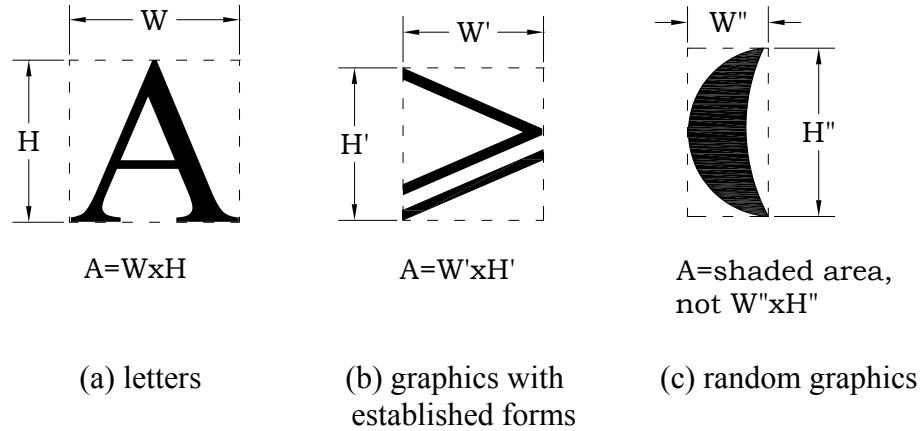 W
H
A
A=WxH
(a) letters
W'
H'
A=W'xH'
(b) graphics with
established forms
W"
H"
A=shaded area,
not W"xH"
(c) random graphics